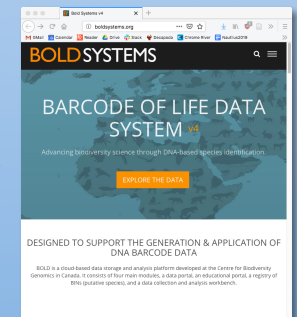 Bold Systems v4
boldsystems.org
GMail Calendar Reader Drive Slack Geocache Chrome River Nautilus2019
BOLDSYSTEMS
BARCODE OF LIFE DATA
SYSTEM v4
Advancing biodiversity science through DNA-based species identification.
EXPLORE THE DATA
DESIGNED TO SUPPORT THE GENERATION & APPLICATION OF
DNA BARCODE DATA
BOLD is a cloud-based data storage and analysis platform developed at the Centre for Biodiversity
Genomics in Canada. It consists of four main modules, a data portal, an educational portal, a registry of
BINs (putative species), and a data collection and analysis workbench.